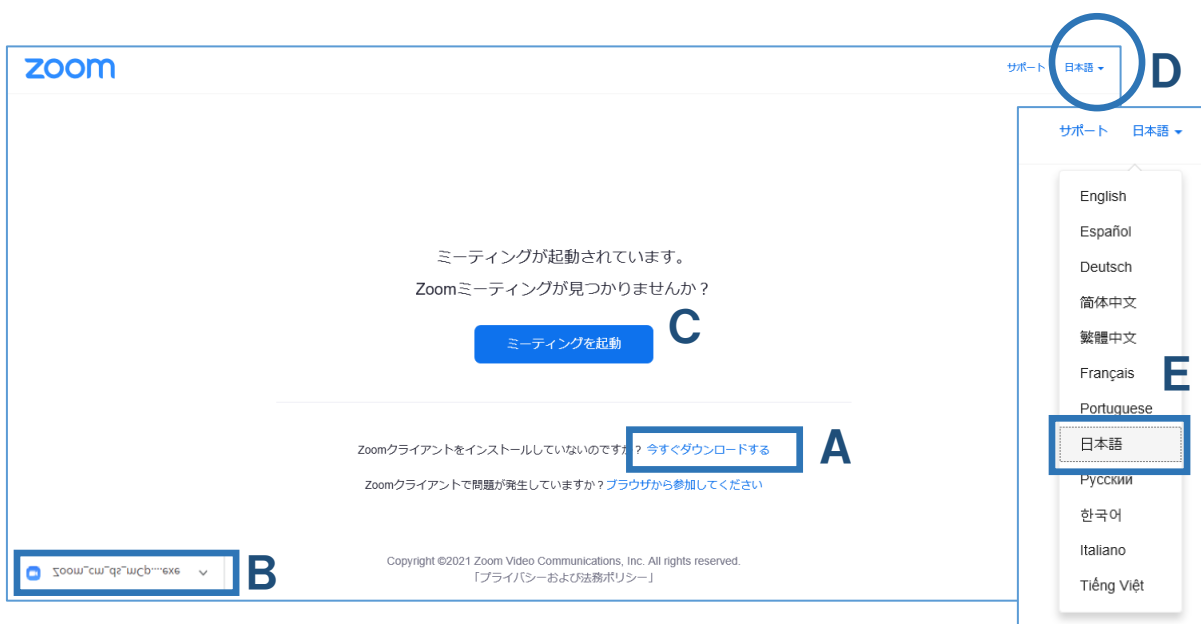 zoom
サポート 日本語
D
サポート 日本語
English
Español
Deutsch
简体中文
繁體中文
Français
E
Portuguese
日本語
Русский
한국어
Italiano
Tiếng Việt
ミーティングが起動されています。
Zoomミーティングが見つかりませんか？
ミーティングを起動
C
Zoomクライアントをインストールしていないのですか？今すぐダウンロードする
A
Zoomクライアントで問題が発生していますか？ブラウザから参加してください
Zoom_cm_ds_mCp....exe
B
Copyright ©2021 Zoom Video Communications, Inc. All rights reserved.
「プライバシーおよび法務ポリシー」